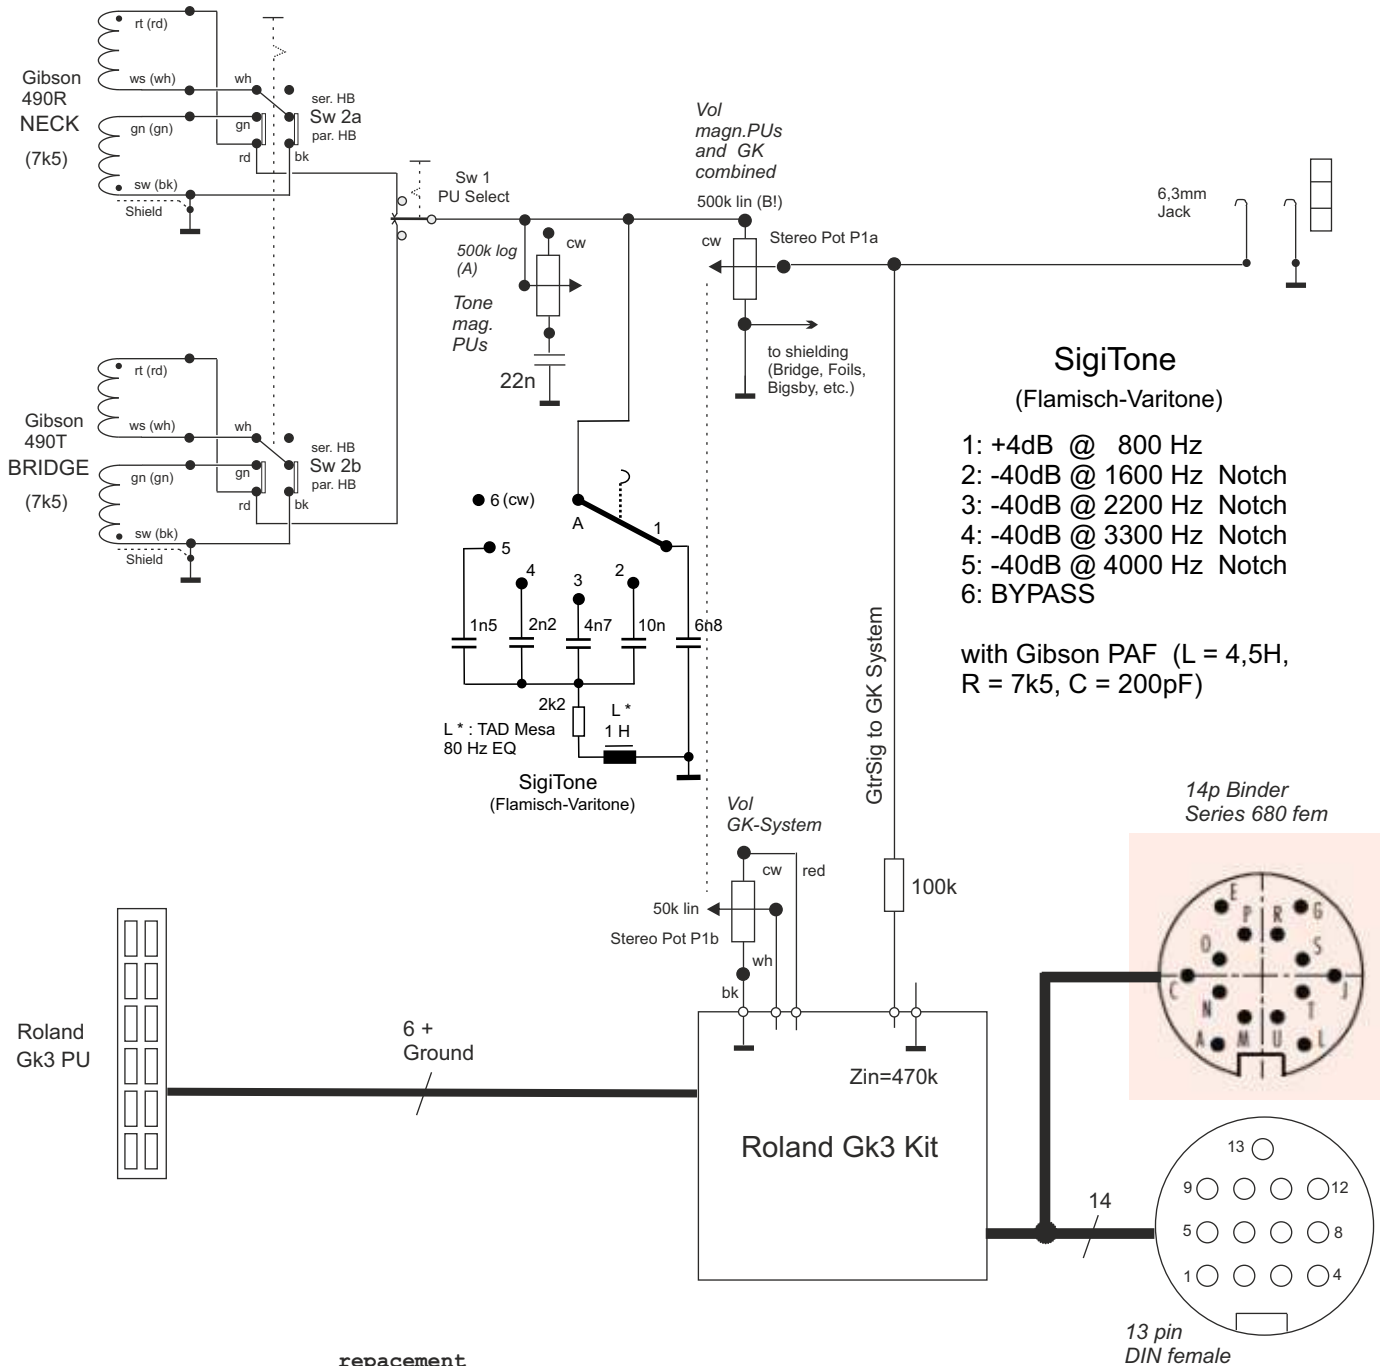 rt (rd)
ws (wh)
wh
Gibson
490R
NECK
(7k5)
gn (gn)
gn
rd
bk
sw (bk)
Shield
ser. HB
Sw 2a
par. HB
Sw 1
PU Select
Vol
magn.PUs
and GK
combined
500k lin (B!)
cw
Stereo Pot P1a
6,3mm
Jack
500k log
(A)
cw
Tone
mag.
PUs
22n
to shielding
(Bridge, Foils,
Bigsby, etc.)
rt (rd)
ws (wh)
wh
Gibson
490T
BRIDGE
(7k5)
gn (gn)
gn
rd
bk
sw (bk)
Shield
ser. HB
Sw 2b
par. HB
SigiTone
(Flamisch-Varitone)
1: +4dB @ 800 Hz
2: -40dB @ 1600 Hz Notch
3: -40dB @ 2200 Hz Notch
4: -40dB @ 3300 Hz Notch
5: -40dB @ 4000 Hz Notch
6: BYPASS
with Gibson PAF (L = 4,5H,
R = 7k5, C = 200pF)
6 (cw)
A
1
5
4
3
2
1n5
2n2
4n7
10n
6n8
2k2
L *
1 H
L * : TAD Mesa
80 Hz EQ
SigiTone
(Flamisch-Varitone)
GtrSig to GK System
Vol
GK-System
cw
red
50k lin
Stereo Pot P1b
wh
bk
100k
14p Binder
Series 680 fem
E
P
R
G
O
S
C
J
N
T
A
M
U
L
Roland
Gk3 PU
6 +
Ground
Zin=470k
Roland Gk3 Kit
14
13
9
12
5
8
1
4
13 pin
DIN female
repacement